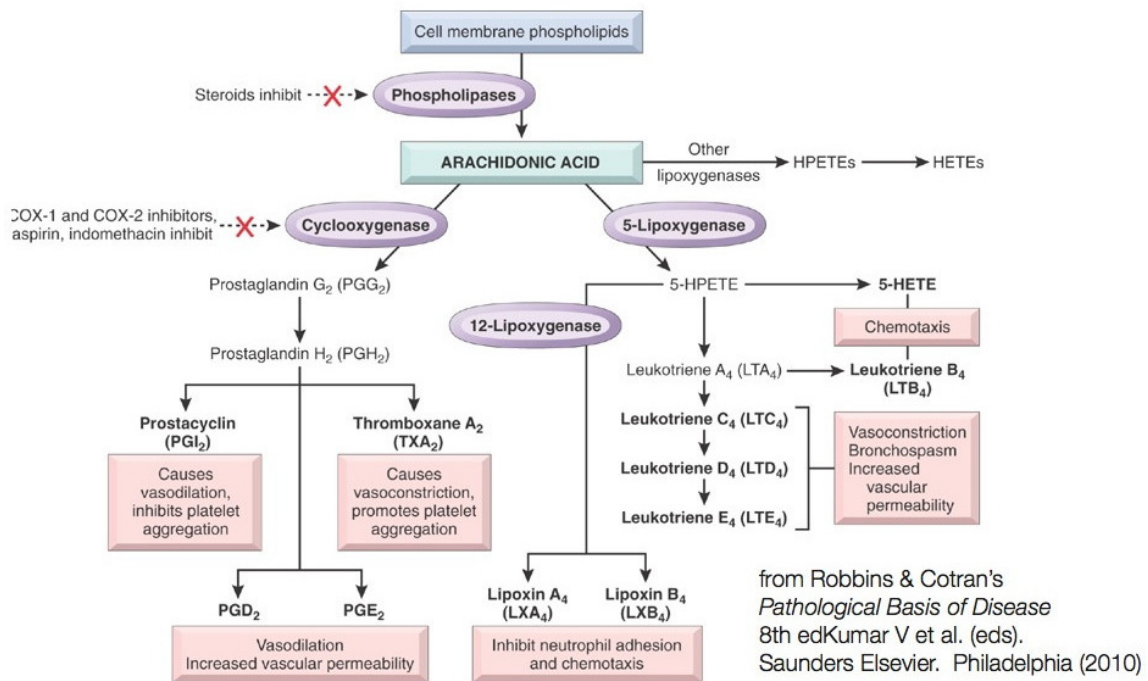 Cell membrane phospholipids
Steroids inhibit
Phospholipases
ARACHIDONIC ACID
Other
lipoxygenases
HPETEs
HETEs
COX-1 and COX-2 inhibitors,
aspirin, indomethacin inhibit
Cyclooxygenase
5-Lipoxygenase
Prostaglandin G₂ (PGG₂)
5-HPETE
5-HETE
12-Lipoxygenase
Chemotaxis
Prostaglandin H₂ (PGH₂)
Leukotriene A₄ (LTA₄)
Leukotriene B₄
(LTB₄)
Prostacyclin
(PGI₂)
Thromboxane A₂
(TXA₂)
Leukotriene C₄ (LTC₄)
Leukotriene D₄ (LTD₄)
Leukotriene E₄ (LTE₄)
Vasoconstriction
Bronchospasm
Increased
vascular
permeability
Causes
vasodilation,
inhibits platelet
aggregation
Causes
vasoconstriction,
promotes platelet
aggregation
PGD₂
PGE₂
Vasodilation
Increased vascular permeability
Lipoxin A₄
(LXA₄)
Lipoxin B₄
(LXB₄)
Inhibit neutrophil adhesion
and chemotaxis
from Robbins & Cotran's
Pathological Basis of Disease
8th edKumar V et al. (eds).
Saunders Elsevier. Philadelphia (2010)